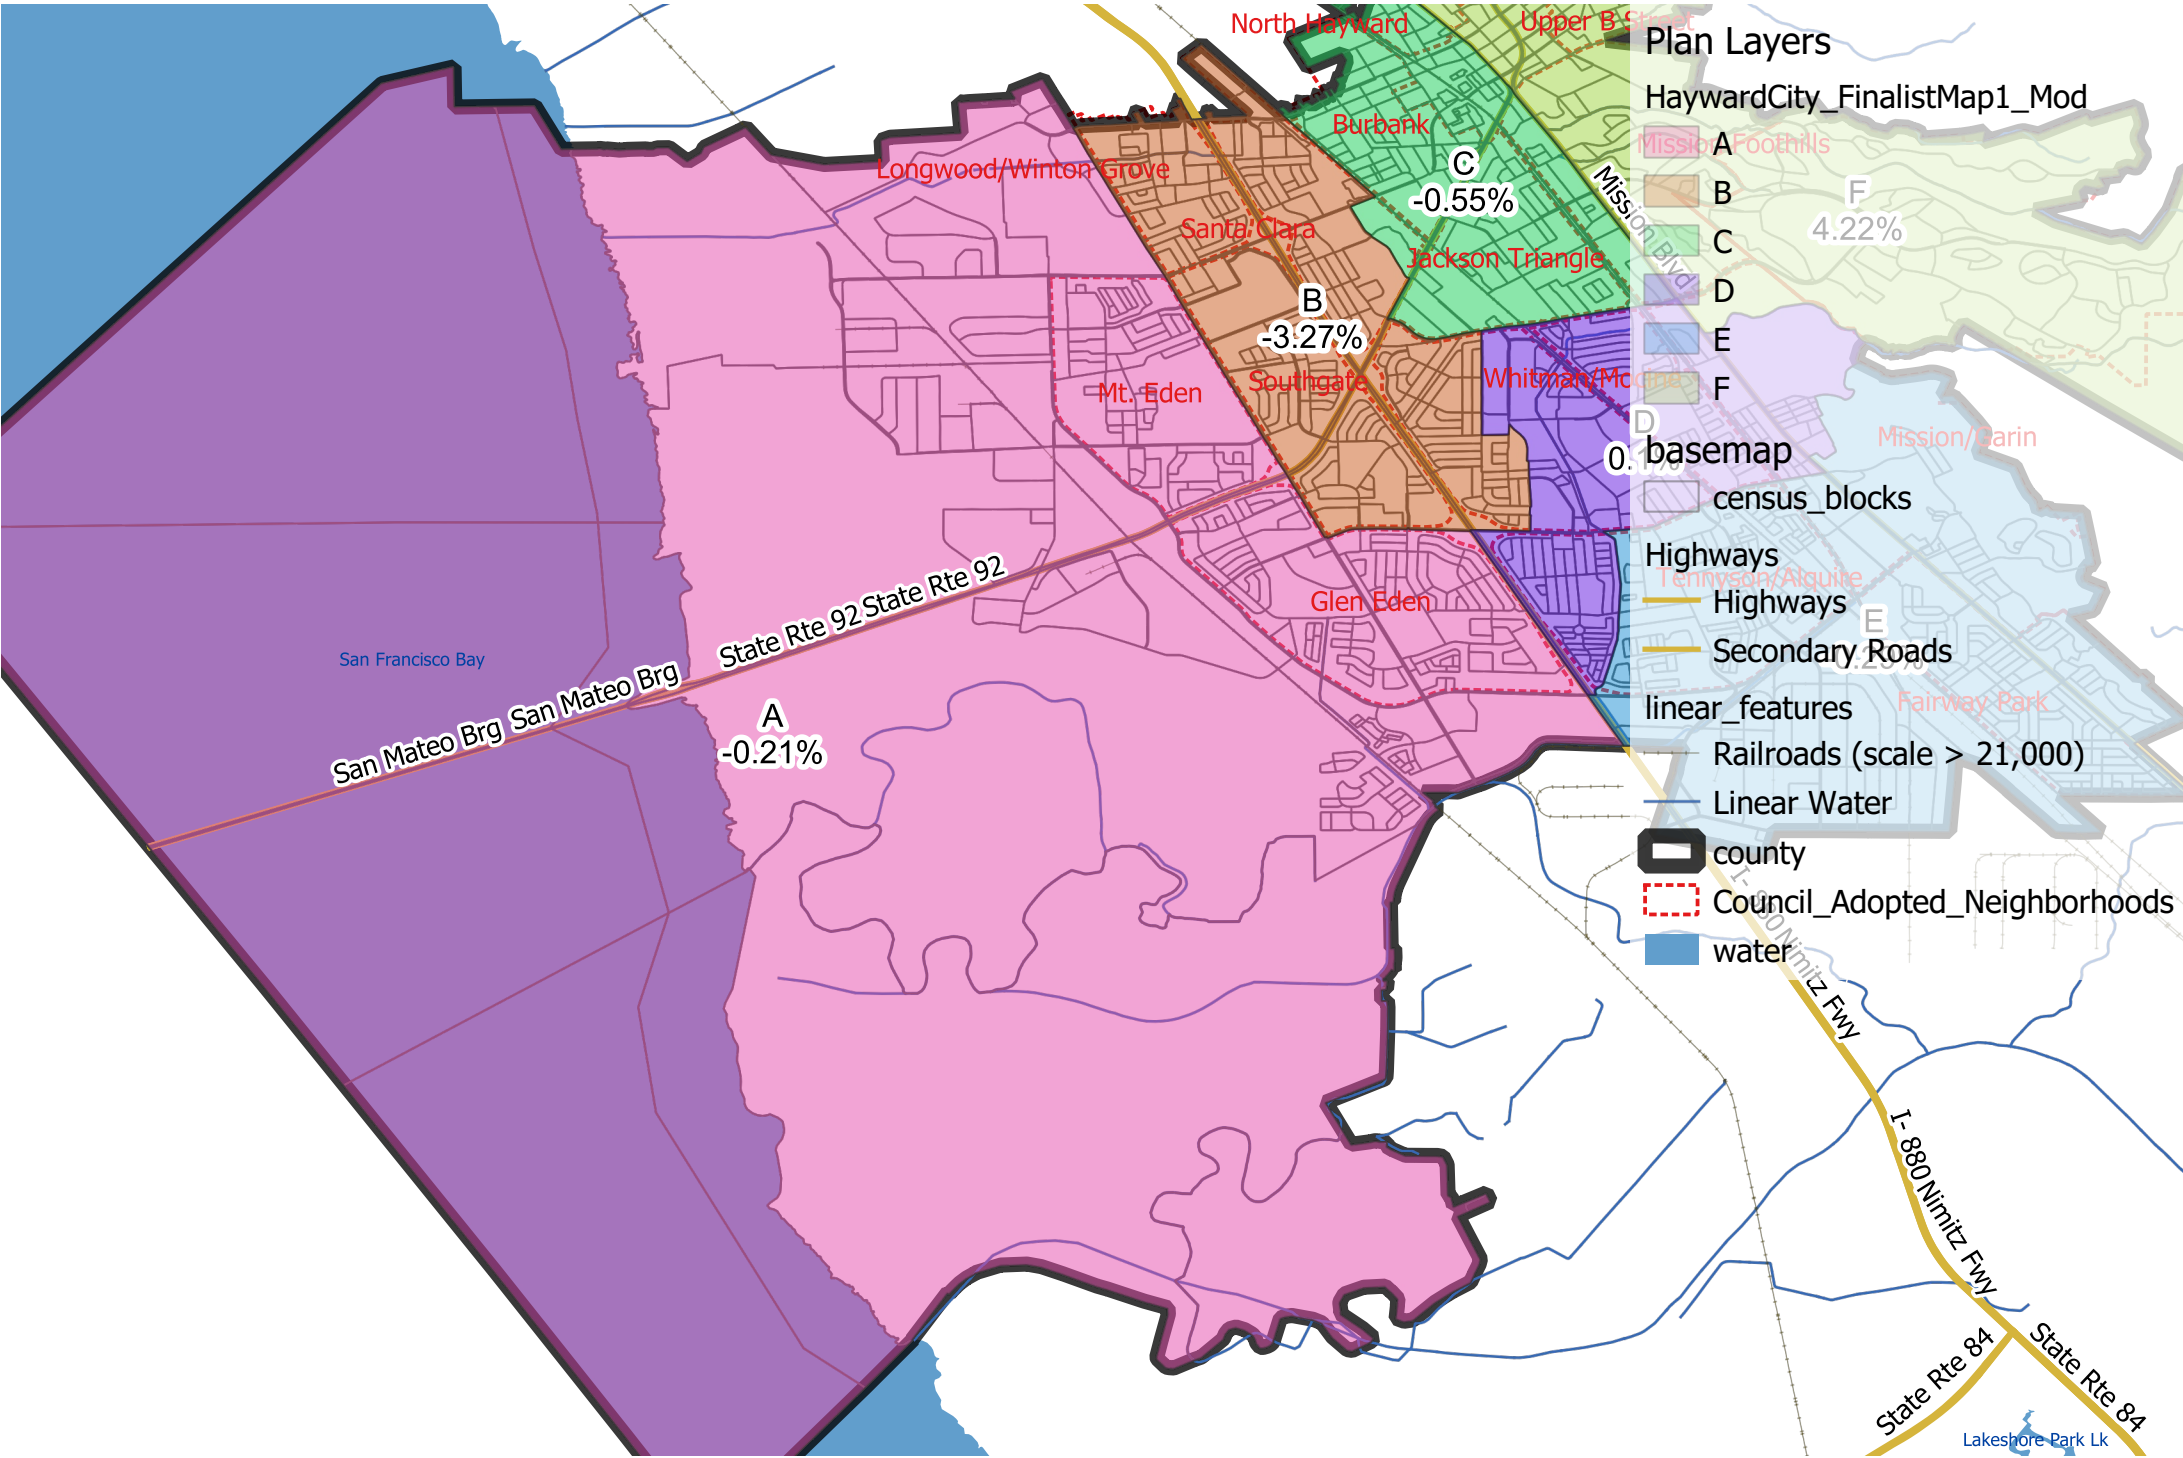 North Hayward
Upper B Street
Burbank
Longwood/Winton Grove
Santa Clara
C
-0.55%
Jackson Triangle
Mission Blvd
B
-3.27%
Southgate
Mt. Eden
D
F
4.22%
Mission/Garin
Tennyson/Alquire
E
Fairway Park
Glen Eden
State Rte 92
State Rte 92
San Mateo Brg
San Mateo Brg
San Francisco Bay
A
-0.21%
I- 880 Nimitz Fwy
I- 880 Nimitz Fwy
State Rte 84
State Rte 84
Lakeshore Park Lk
Plan Layers
HaywardCity_FinalistMap1_Mod
A
B
C
D
E
F
basemap
census_blocks
Highways
Highways
Secondary Roads
linear_features
Railroads (scale > 21,000)
Linear Water
county
Council_Adopted_Neighborhoods
water